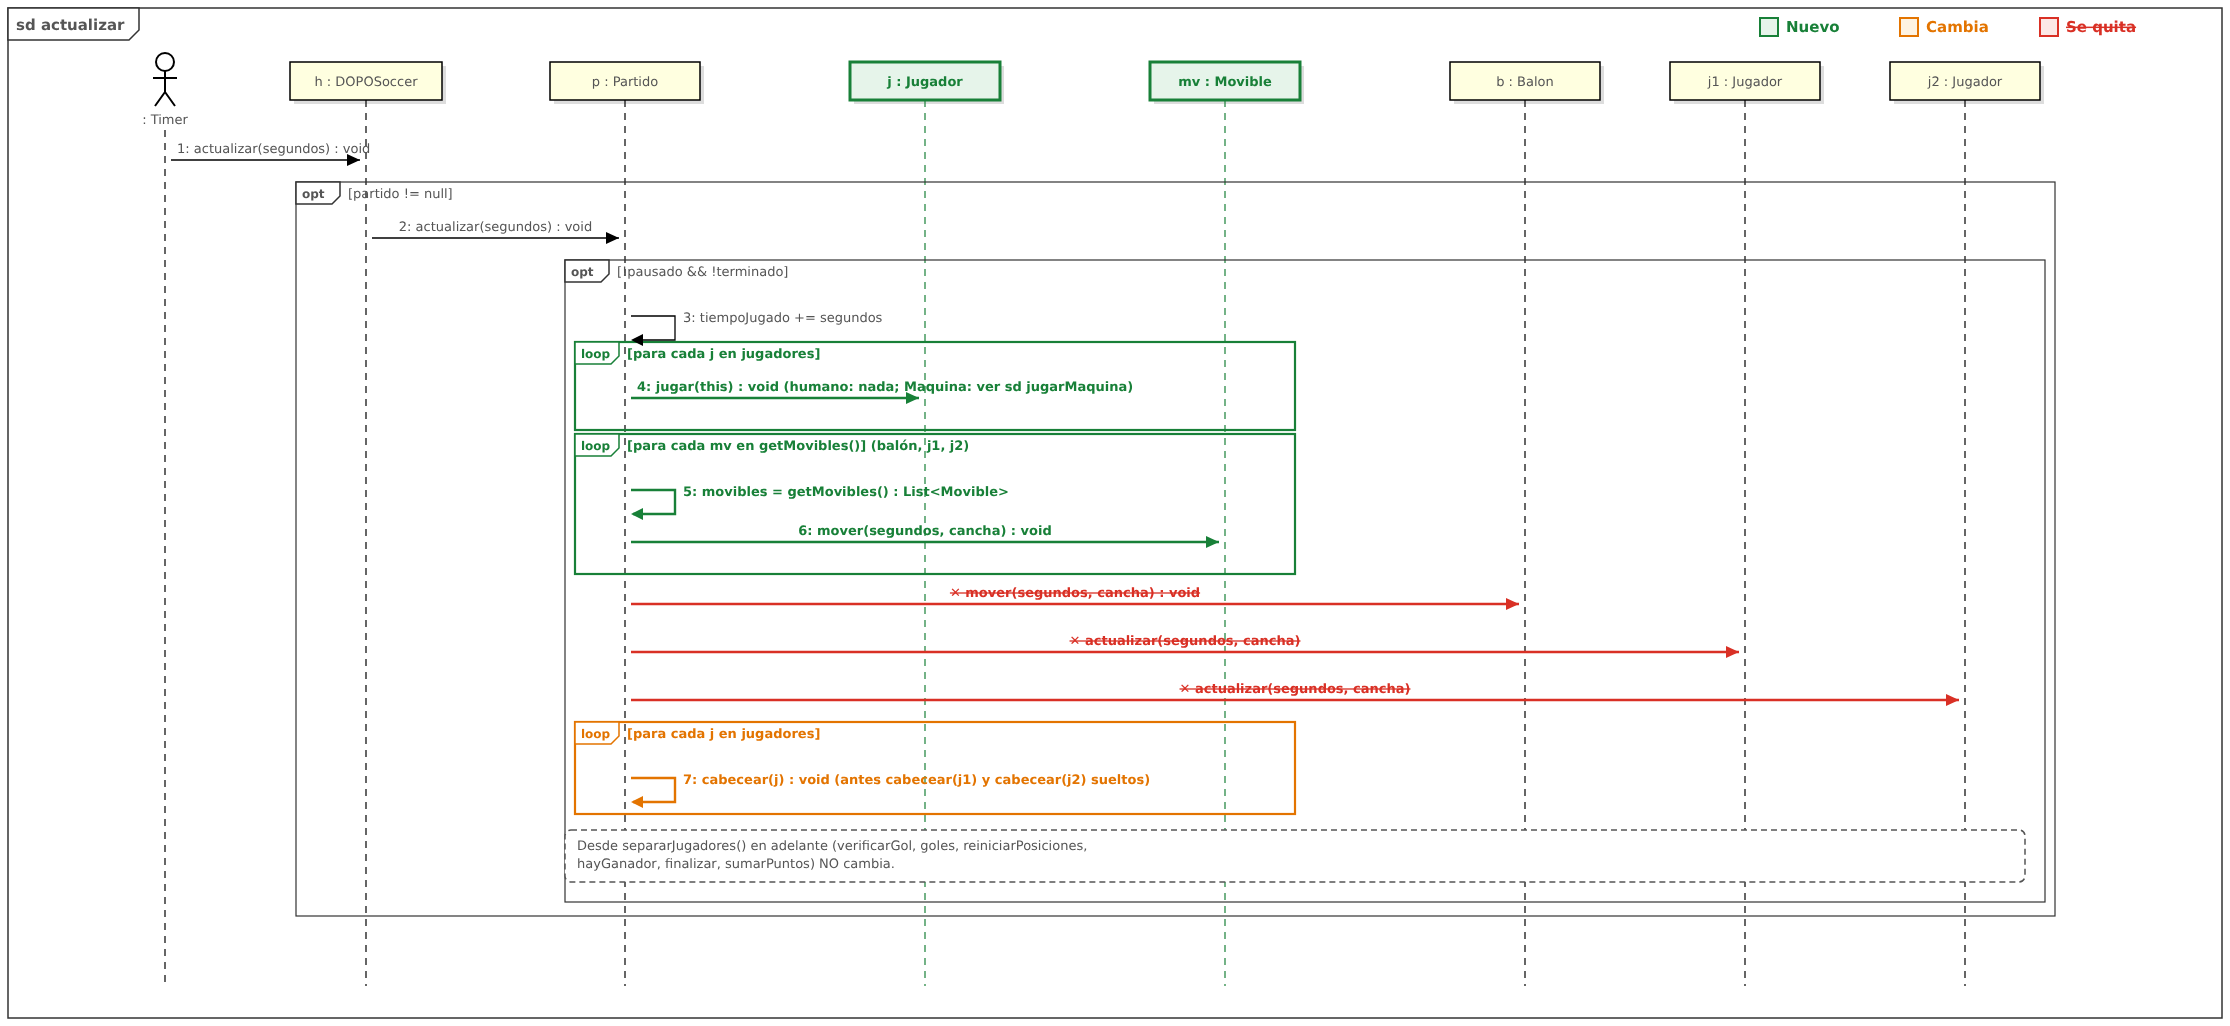 sd actualizar
Nuevo
Cambia
Se quita
h : DOPOSoccer
p : Partido
j : Jugador
mv : Movible
b : Balon
j1 : Jugador
j2 : Jugador
: Timer
1: actualizar(segundos) : void
opt [partido != null]
2: actualizar(segundos) : void
opt [!pausado && !terminado]
3: tiempoJugado += segundos
loop [para cada j en jugadores]
4: jugar(this) : void (humano: nada; Maquina: ver sd jugarMaquina)
loop [para cada mv en getMovibles()] (balón, j1, j2)
5: movibles = getMovibles() : List<Movible>
6: mover(segundos, cancha) : void
× mover(segundos, cancha) : void
× actualizar(segundos, cancha)
× actualizar(segundos, cancha)
loop [para cada j en jugadores]
7: cabecear(j) : void (antes cabecear(j1) y cabecear(j2) sueltos)
Desde separarJugadores() en adelante (verificarGol, goles, reiniciarPosiciones,
hayGanador, finalizar, sumarPuntos) NO cambia.